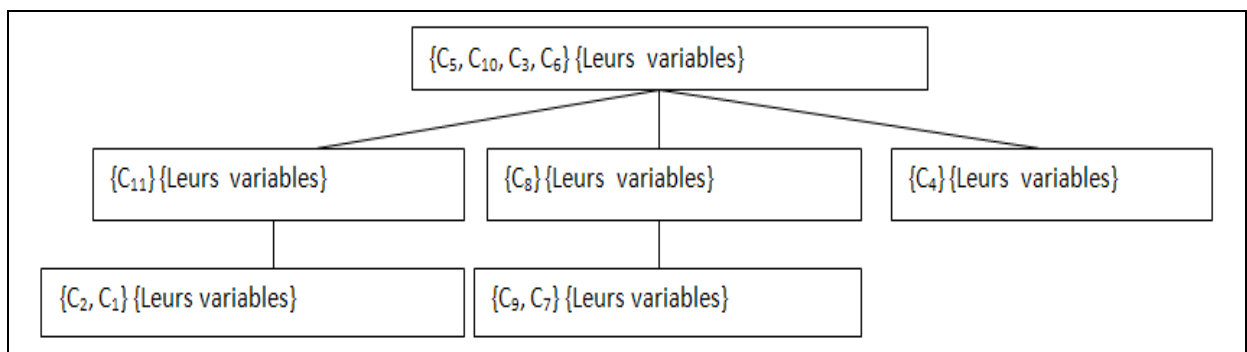 {C₅, C₁₀, C₃, C₆} {Leurs variables}
{C₁₁} {Leurs variables}
{C₈} {Leurs variables}
{C₄} {Leurs variables}
{C₂, C₁} {Leurs variables}
{C₉, C₇} {Leurs variables}